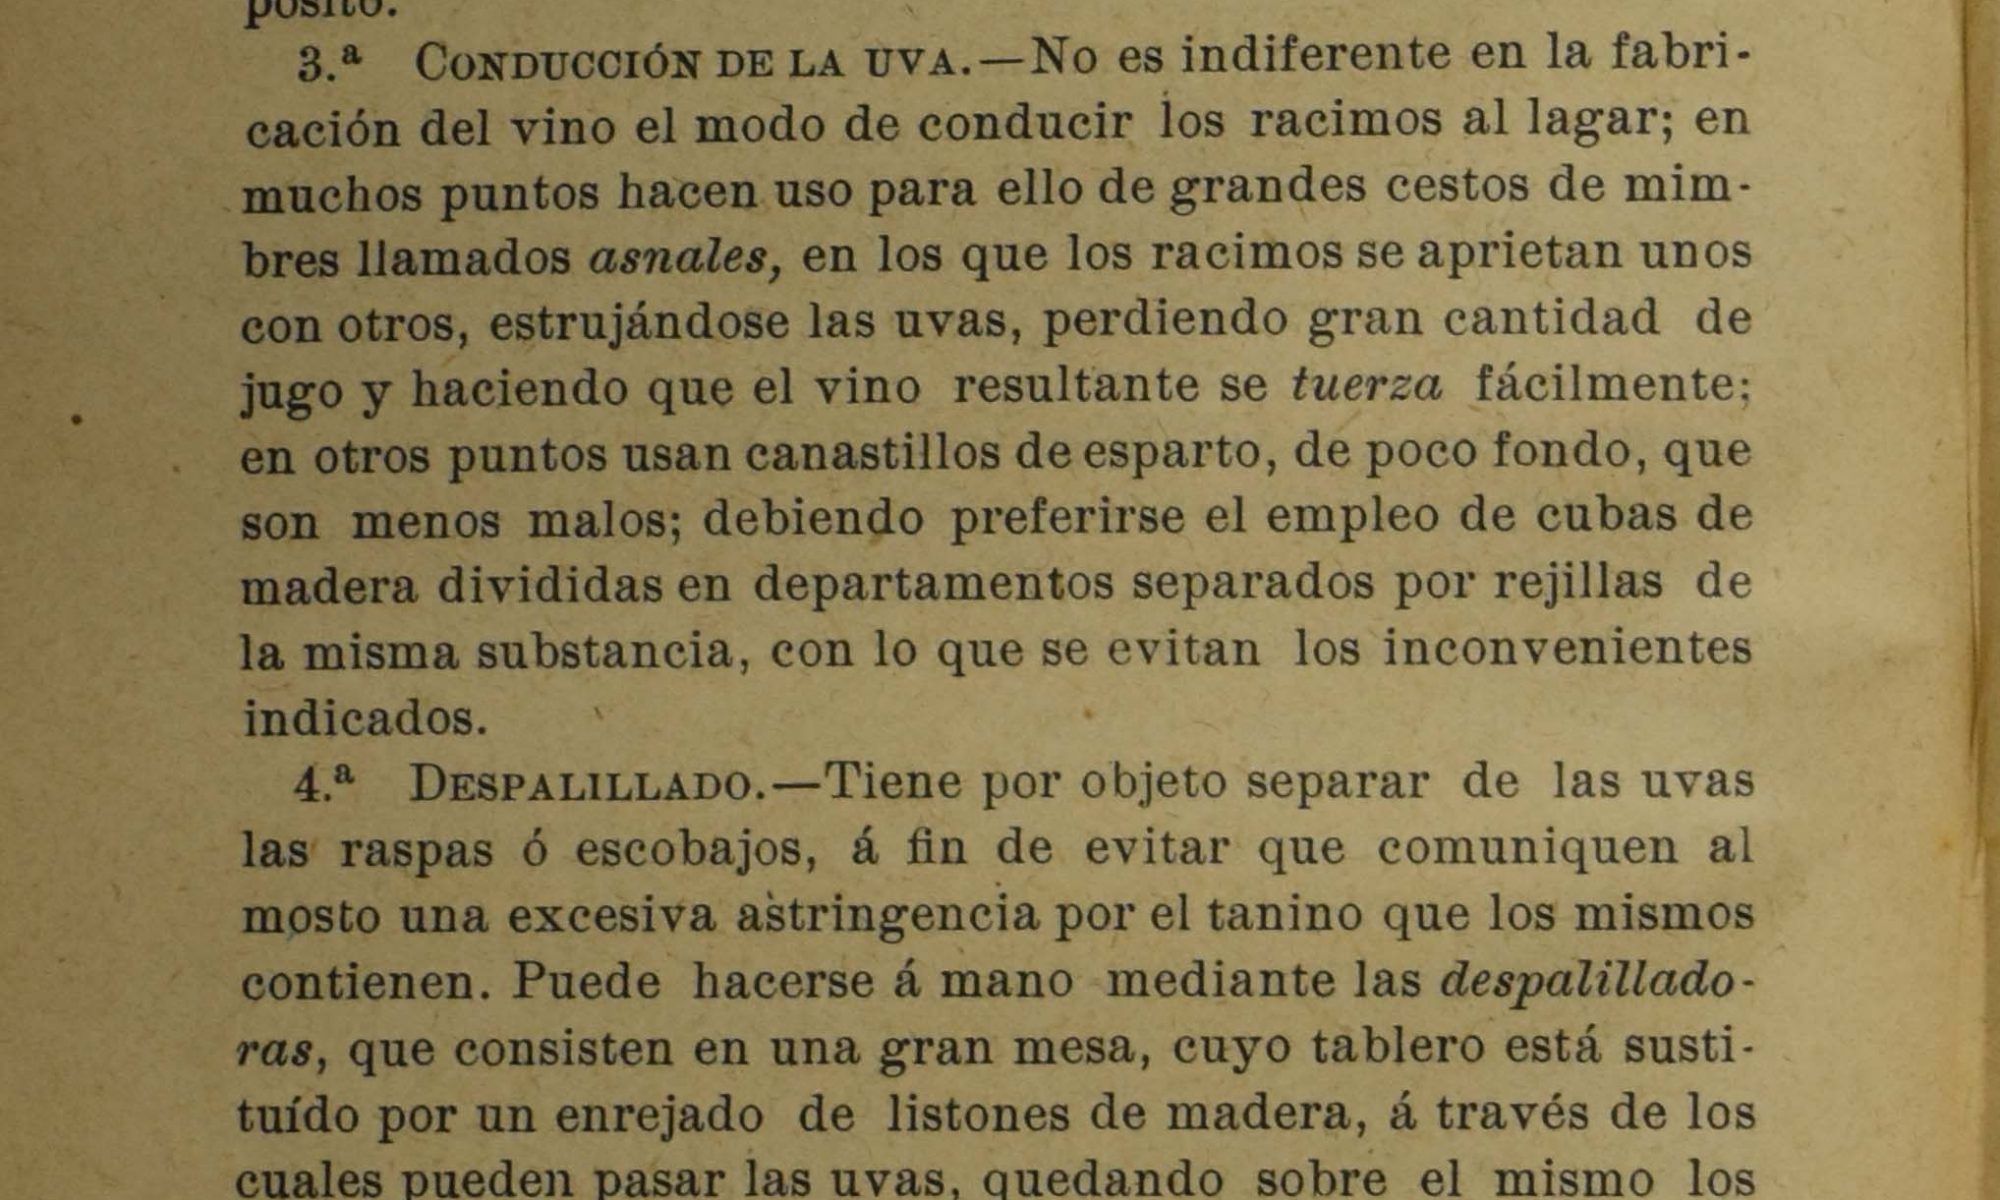 pósito.
3.ª CONDUCCIÓN DE LA UVA.—No es indiferente en la fabri-
cación del vino el modo de conducir los racimos al lagar; en
muchos puntos hacen uso para ello de grandes cestos de mim-
bres llamados asnales, en los que los racimos se aprietan unos
con otros, estrujándose las uvas, perdiendo gran cantidad de
jugo y haciendo que el vino resultante se tuerza fácilmente;
en otros puntos usan canastillos de esparto, de poco fondo, que
son menos malos; debiendo preferirse el empleo de cubas de
madera divididas en departamentos separados por rejillas de
la misma substancia, con lo que se evitan los inconvenientes
indicados.
4.ª DESPALILLADO.—Tiene por objeto separar de las uvas
las raspas ó escobajos, á fin de evitar que comuniquen al
mosto una excesiva astringencia por el tanino que los mismos
contienen. Puede hacerse á mano mediante las despalillado-
ras, que consisten en una gran mesa, cuyo tablero está susti-
tuído por un enrejado de listones de madera, á través de los
cuales pueden pasar las uvas, quedando sobre el mismo los